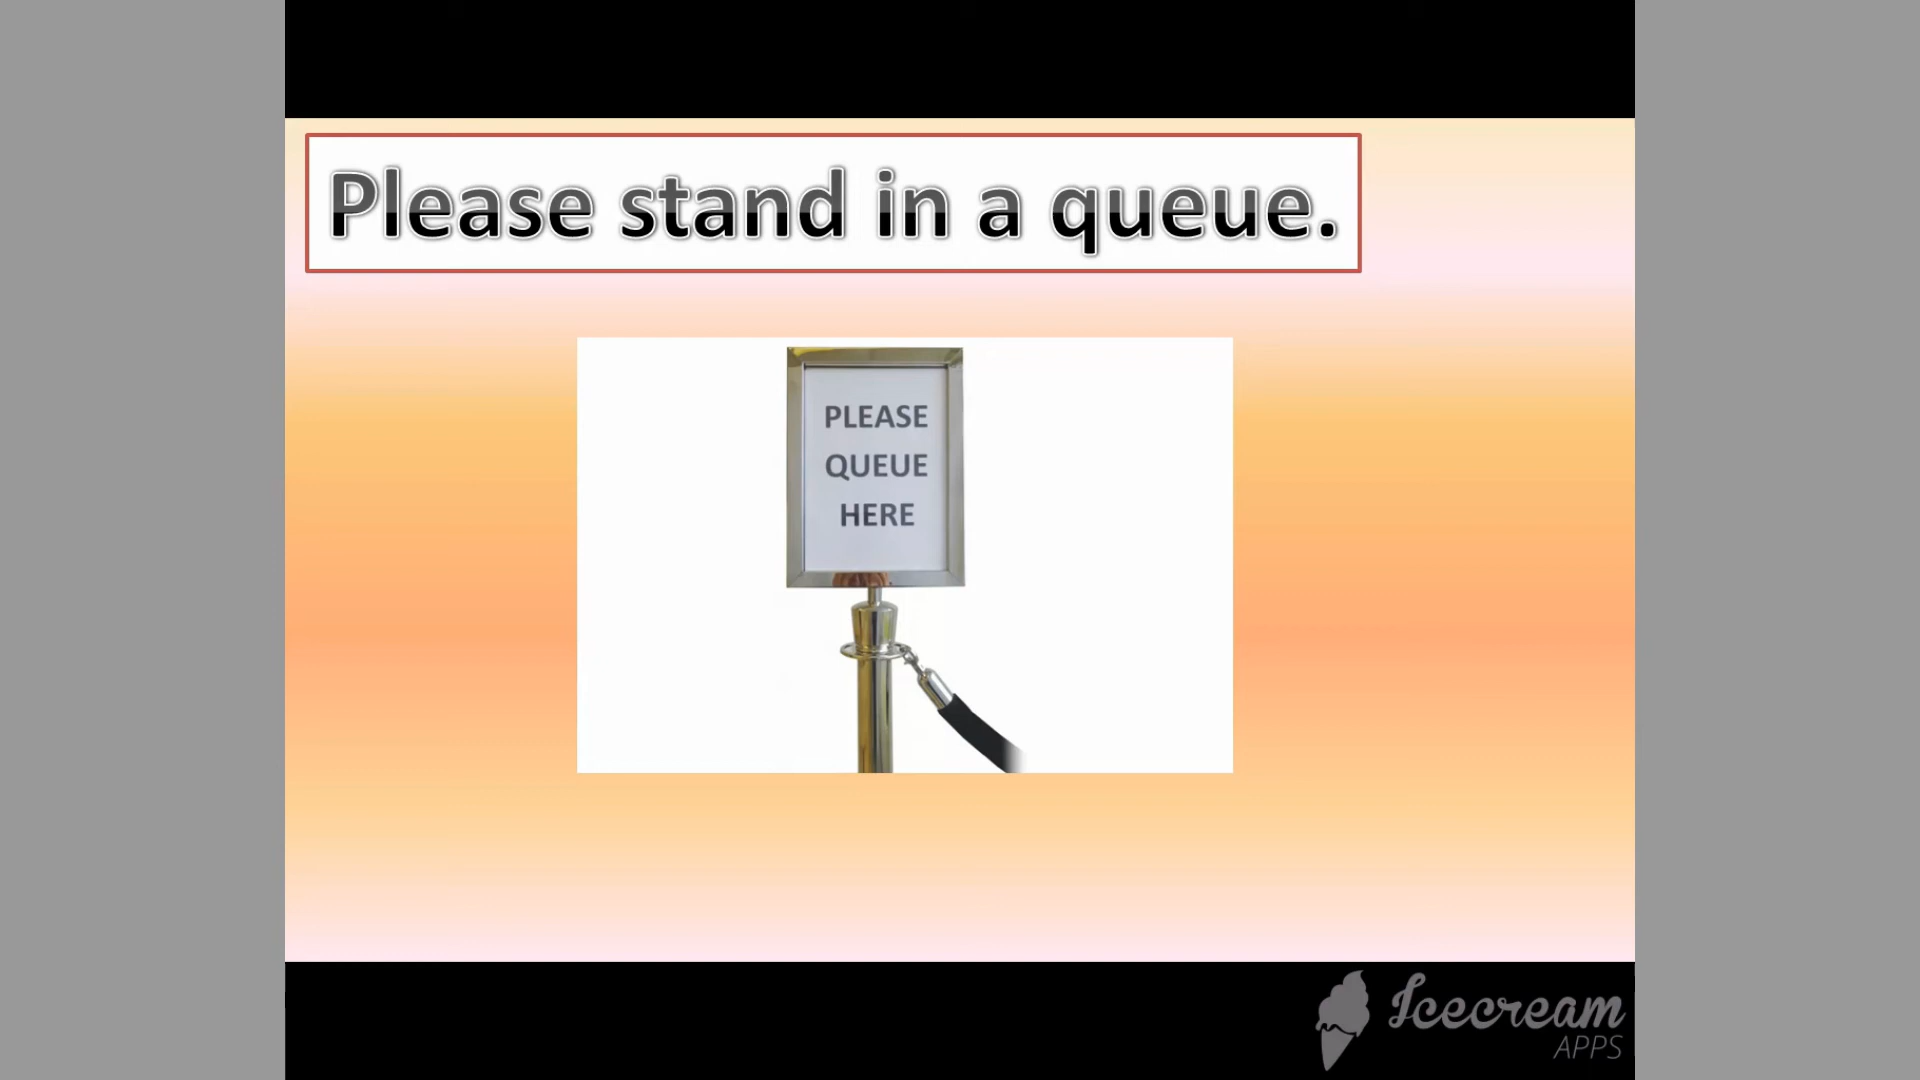 Please stand in a queue.
PLEASE
QUEUE
HERE
Icecream
APPS